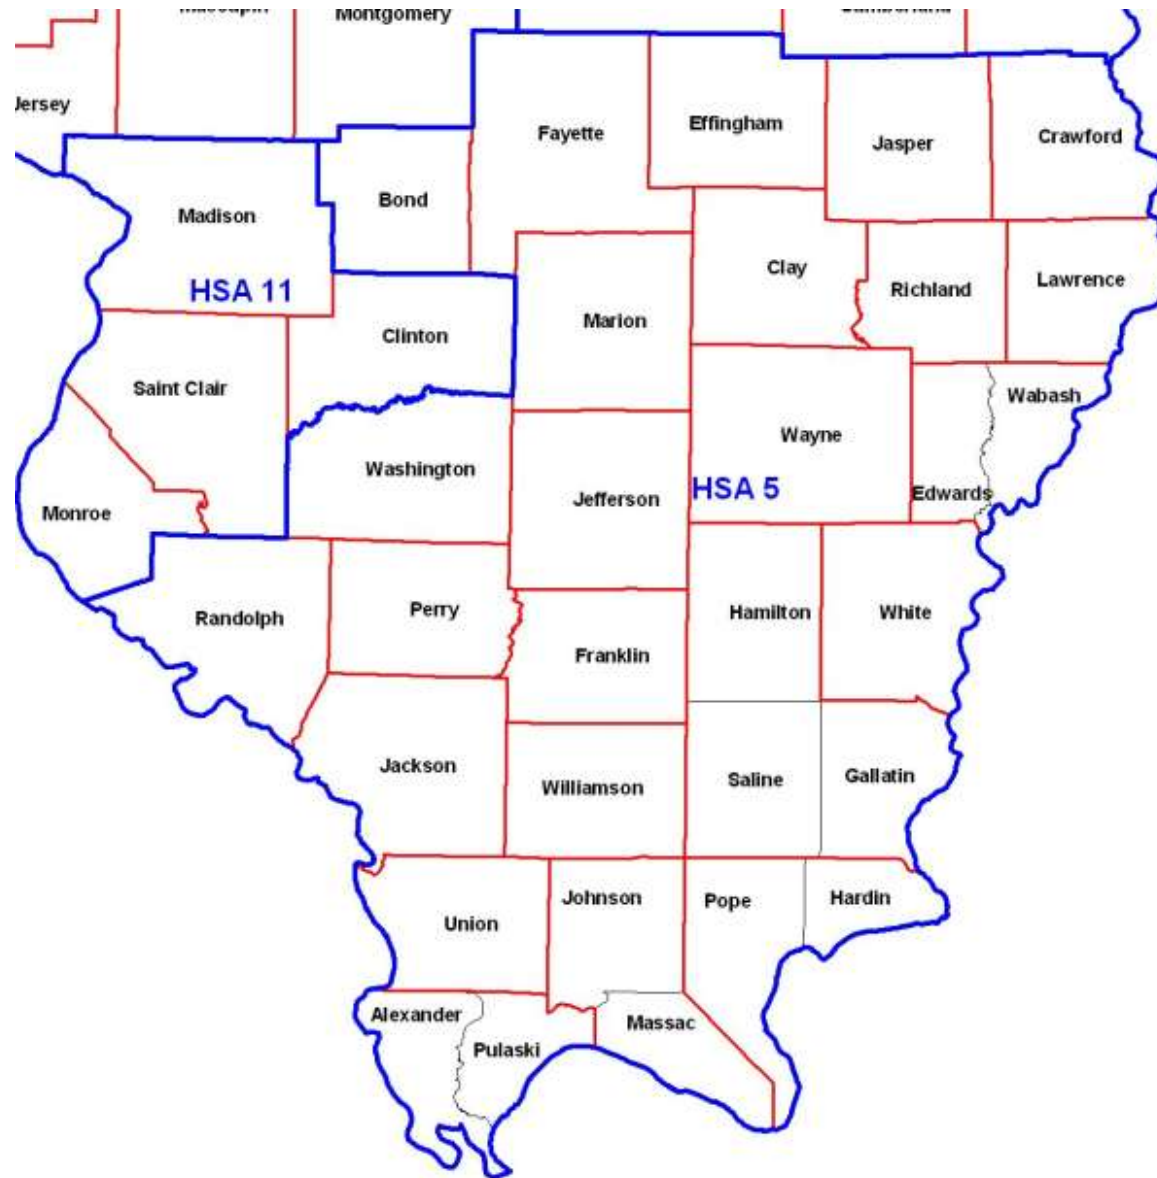 Montgomery
Jersey
Fayette
Effingham
Jasper
Crawford
Madison
Bond
HSA 11
Clay
Richland
Lawrence
Marion
Clinton
Saint Clair
Wabash
Wayne
Washington
Jefferson
HSA 5
Edwards
Monroe
Randolph
Perry
Hamilton
White
Franklin
Jackson
Williamson
Saline
Gallatin
Johnson
Pope
Hardin
Union
Alexander
Massac
Pulaski